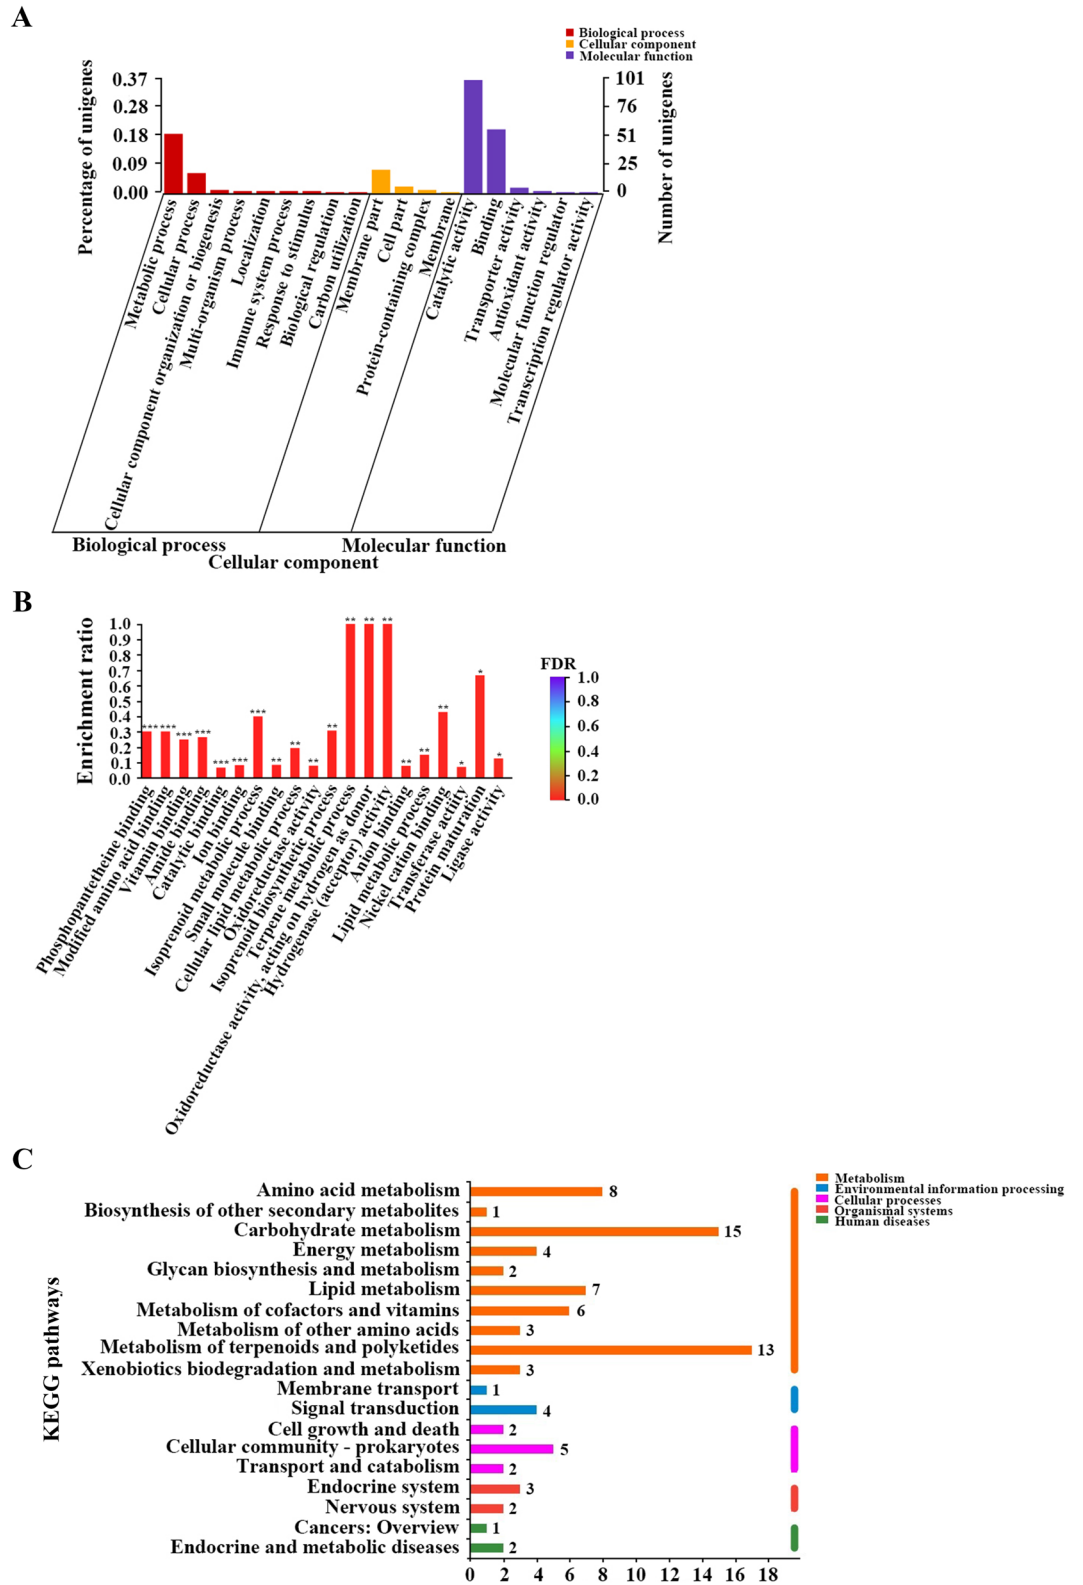 A
Biological process
Cellular component
Molecular function
Percentage of unigenes
0.37
0.28
0.18
0.09
0.00
101
76
51
25
0
Number of unigenes
Metabolic process
Cellular process
Cellular component organization or biogenesis
Multi-organism process
Localization
Immune system process
Response to stimulus
Biological regulation
Carbon utilization
Membrane part
Cell part
Protein-containing complex
Membrane
Catalytic activity
Binding
Transporter activity
Antioxidant activity
Molecular function regulator
Transcription regulator activity
Biological process
Cellular component
Molecular function
B
Enrichment ratio
1.0
0.9
0.8
0.7
0.6
0.5
0.4
0.3
0.2
0.1
0.0
***
***
***
***
***
***
***
**
**
**
**
**
**
**
**
**
**
*
*
*
FDR
1.0
0.8
0.6
0.4
0.2
0.0
Phosphopantetheine binding
Modified amino acid binding
Vitamin binding
Amide binding
Catalytic binding
Ion binding
Isoprenoid metabolic process
Small molecule binding
Cellular lipid metabolic process
Oxidoreductase activity
Isoprenoid biosynthetic process
Terpene metabolic process
Oxidoreductase activity, acting on hydrogen as donor
Hydrogenase (acceptor) activity
Anion binding
Lipid metabolic process
Nickel cation binding
Transferase activity
Protein maturation
Ligase activity
C
Metabolism
Environmental information processing
Cellular processes
Organismal systems
Human diseases
KEGG pathways
Amino acid metabolism 8
Biosynthesis of other secondary metabolites 1
Carbohydrate metabolism 15
Energy metabolism 4
Glycan biosynthesis and metabolism 2
Lipid metabolism 7
Metabolism of cofactors and vitamins 6
Metabolism of other amino acids 3
Metabolism of terpenoids and polyketides 13
Xenobiotics biodegradation and metabolism 3
Membrane transport 1
Signal transduction 4
Cell growth and death 2
Cellular community - prokaryotes 5
Transport and catabolism 2
Endocrine system 3
Nervous system 2
Cancers: Overview 1
Endocrine and metabolic diseases 2
0 2 4 6 8 10 12 14 16 18